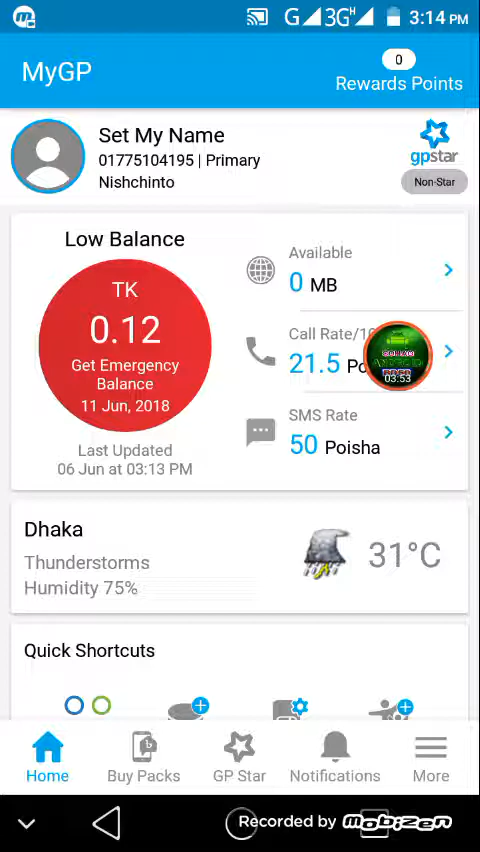 G 3G H 3:14 PM
MyGP
0
Rewards Points
Set My Name
01775104195 | Primary
Nishchinto
gpstar
Non-Star
Low Balance
TK
0.12
Get Emergency
Balance
11 Jun, 2018
Last Updated
06 Jun at 03:13 PM
Available
0 MB
Call Rate/10
21.5 Po
ANDROID
03:53
SMS Rate
50 Poisha
Dhaka
Thunderstorms
Humidity 75%
31°C
Quick Shortcuts
Home
Buy Packs
GP Star
Notifications
More
Recorded by Mobizen